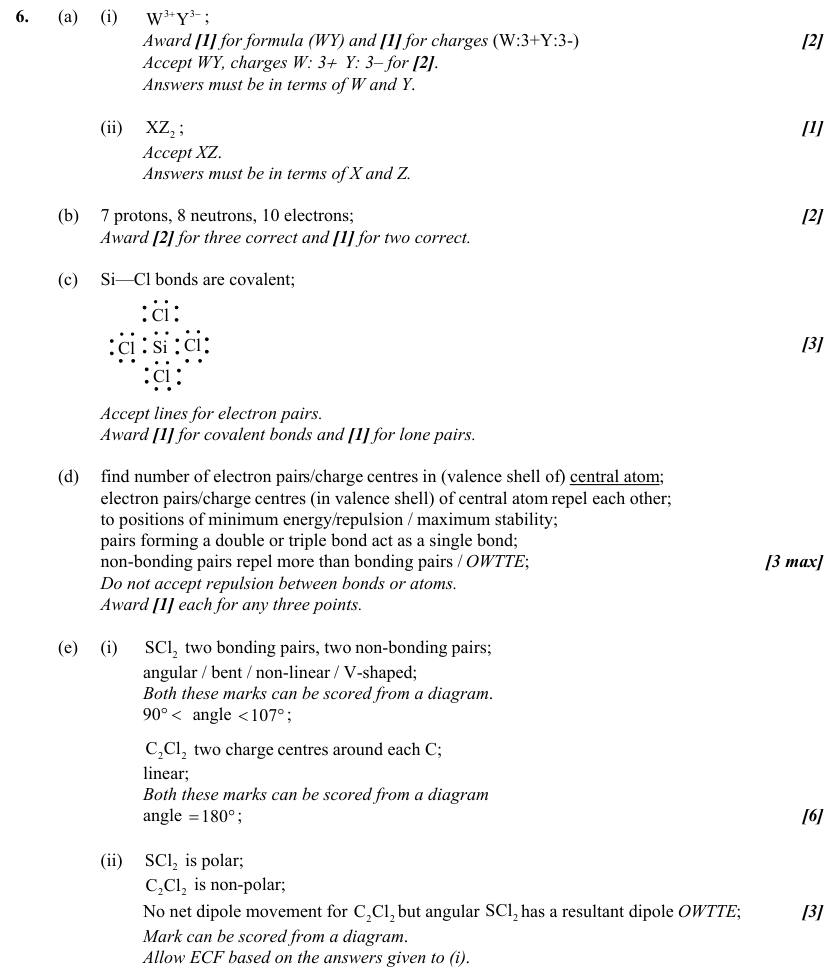 6. (a) (i) W³⁺Y³⁻ ;
Award [1] for formula (WY) and [1] for charges (W:3+Y:3-) [2]
Accept WY, charges W: 3+ Y: 3– for [2].
Answers must be in terms of W and Y.
(ii) XZ₂ ; [1]
Accept XZ.
Answers must be in terms of X and Z.
(b) 7 protons, 8 neutrons, 10 electrons; [2]
Award [2] for three correct and [1] for two correct.
(c) Si—Cl bonds are covalent;
Cl
Cl Si Cl [3]
Cl
Accept lines for electron pairs.
Award [1] for covalent bonds and [1] for lone pairs.
(d) find number of electron pairs/charge centres in (valence shell of) central atom;
electron pairs/charge centres (in valence shell) of central atom repel each other;
to positions of minimum energy/repulsion / maximum stability;
pairs forming a double or triple bond act as a single bond;
non-bonding pairs repel more than bonding pairs / OWTTE; [3 max]
Do not accept repulsion between bonds or atoms.
Award [1] each for any three points.
(e) (i) SCl₂ two bonding pairs, two non-bonding pairs;
angular / bent / non-linear / V-shaped;
Both these marks can be scored from a diagram.
90° < angle < 107° ;
C₂Cl₂ two charge centres around each C;
linear;
Both these marks can be scored from a diagram
angle = 180° ; [6]
(ii) SCl₂ is polar;
C₂Cl₂ is non-polar;
No net dipole movement for C₂Cl₂ but angular SCl₂ has a resultant dipole OWTTE; [3]
Mark can be scored from a diagram.
Allow ECF based on the answers given to (i).